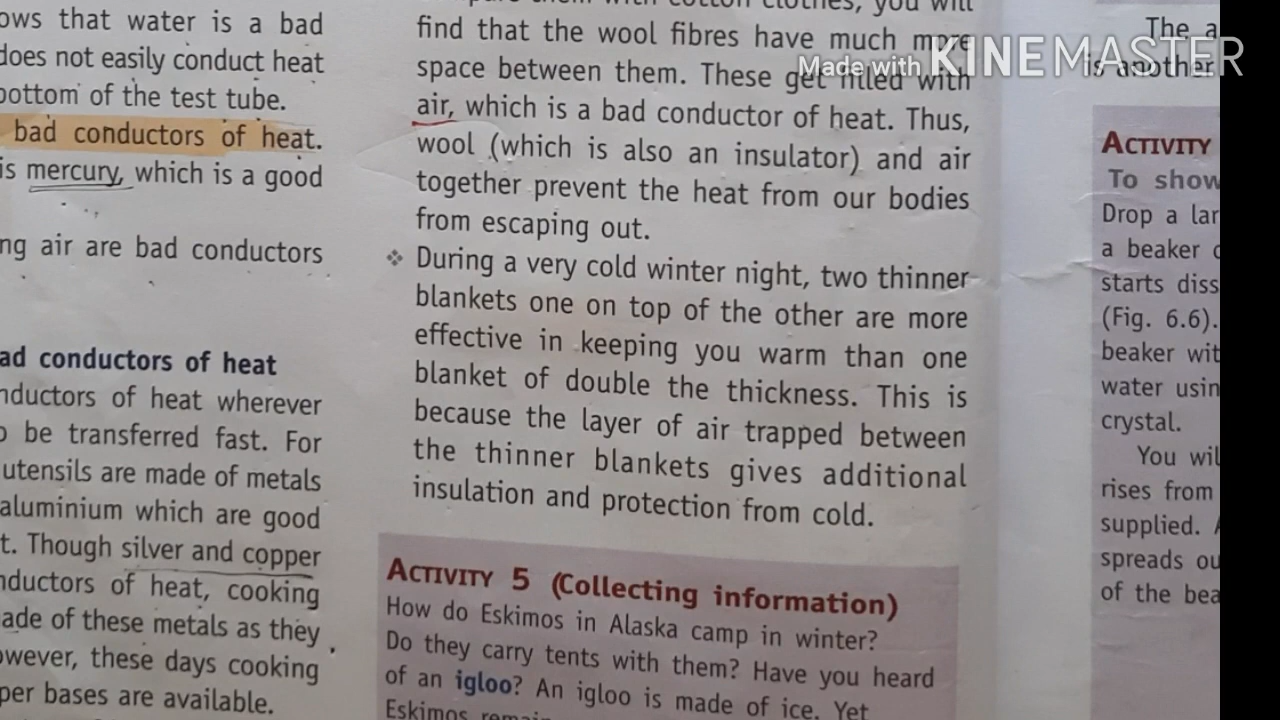 ows that water is a bad
does not easily conduct heat
bottom of the test tube.
bad conductors of heat.
is mercury, which is a good
ng air are bad conductors
ad conductors of heat
nductors of heat wherever
o be transferred fast. For
utensils are made of metals
aluminium which are good
t. Though silver and copper
nductors of heat, cooking
ade of these metals as they
owever, these days cooking
per bases are available.
find that the wool fibres have much more
space between them. These get filled with
air, which is a bad conductor of heat. Thus,
wool (which is also an insulator) and air
together prevent the heat from our bodies
from escaping out.
❖ During a very cold winter night, two thinner
blankets one on top of the other are more
effective in keeping you warm than one
blanket of double the thickness. This is
because the layer of air trapped between
the thinner blankets gives additional
insulation and protection from cold.
ACTIVITY 5 (Collecting information)
How do Eskimos in Alaska camp in winter?
Do they carry tents with them? Have you heard
of an igloo? An igloo is made of ice. Yet
Eskimos
The a
is another
ACTIVITY
To show
Drop a lar
a beaker
starts diss
(Fig. 6.6).
beaker wit
water usin
crystal.
You wil
rises from
supplied.
spreads ou
of the bea
Made with KINEMASTER